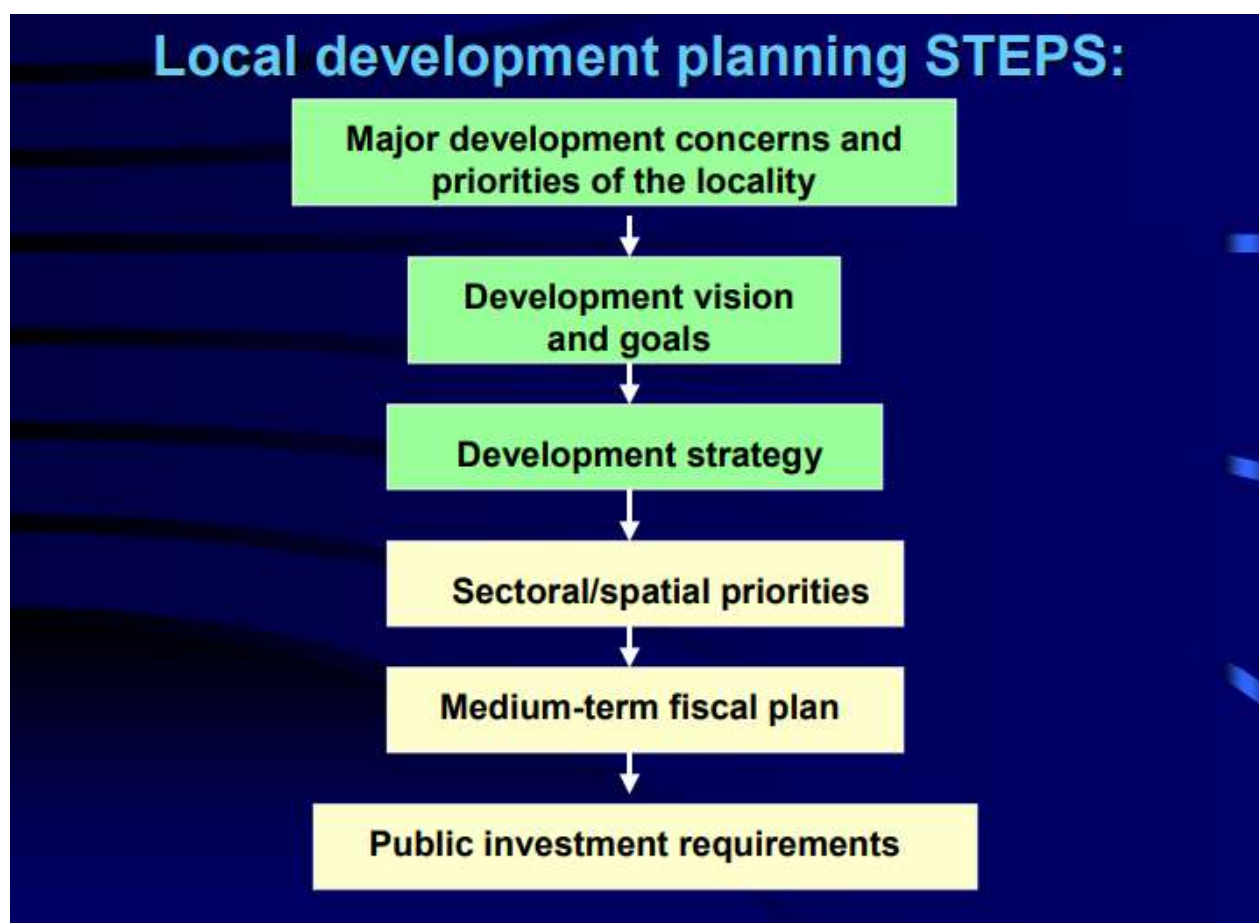 Local development planning STEPS:
Major development concerns and
priorities of the locality
Development vision
and goals
Development strategy
Sectoral/spatial priorities
Medium-term fiscal plan
Public investment requirements